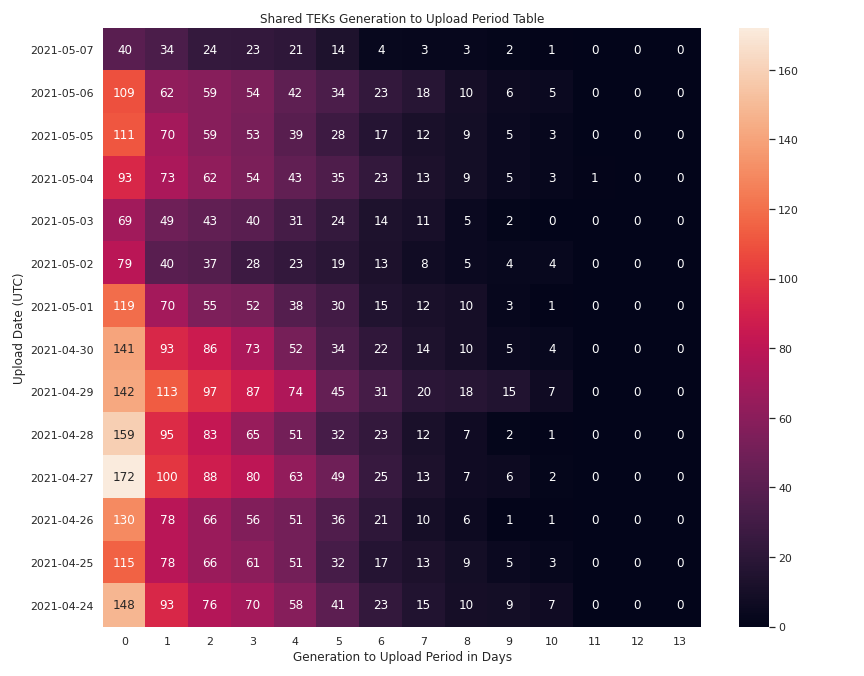 Shared TEKs Generation to Upload Period Table
2021-05-07 40 34 24 23 21 14 4 3 3 2 1 0 0 0
2021-05-06 109 62 59 54 42 34 23 18 10 6 5 0 0 0
2021-05-05 111 70 59 53 39 28 17 12 9 5 3 0 0 0
2021-05-04 93 73 62 54 43 35 23 13 9 5 3 1 0 0
2021-05-03 69 49 43 40 31 24 14 11 5 2 0 0 0 0
2021-05-02 79 40 37 28 23 19 13 8 5 4 4 0 0 0
2021-05-01 119 70 55 52 38 30 15 12 10 3 1 0 0 0
2021-04-30 141 93 86 73 52 34 22 14 10 5 4 0 0 0
2021-04-29 142 113 97 87 74 45 31 20 18 15 7 0 0 0
2021-04-28 159 95 83 65 51 32 23 12 7 2 1 0 0 0
2021-04-27 172 100 88 80 63 49 25 13 7 6 2 0 0 0
2021-04-26 130 78 66 56 51 36 21 10 6 1 1 0 0 0
2021-04-25 115 78 66 61 51 32 17 13 9 5 3 0 0 0
2021-04-24 148 93 76 70 58 41 23 15 10 9 7 0 0 0
0 1 2 3 4 5 6 7 8 9 10 11 12 13
Generation to Upload Period in Days
Upload Date (UTC)
160
140
120
100
80
60
40
20
0